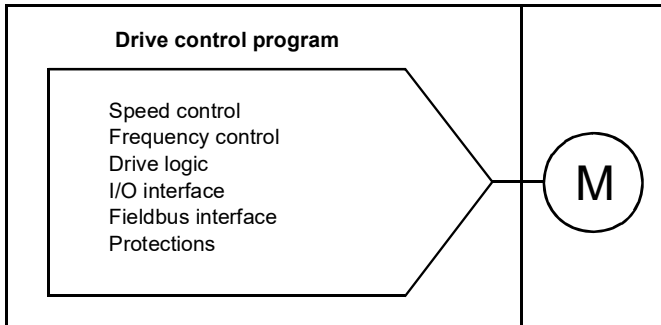 Drive control program
Speed control
Frequency control
Drive logic
I/O interface
Fieldbus interface
Protections
M